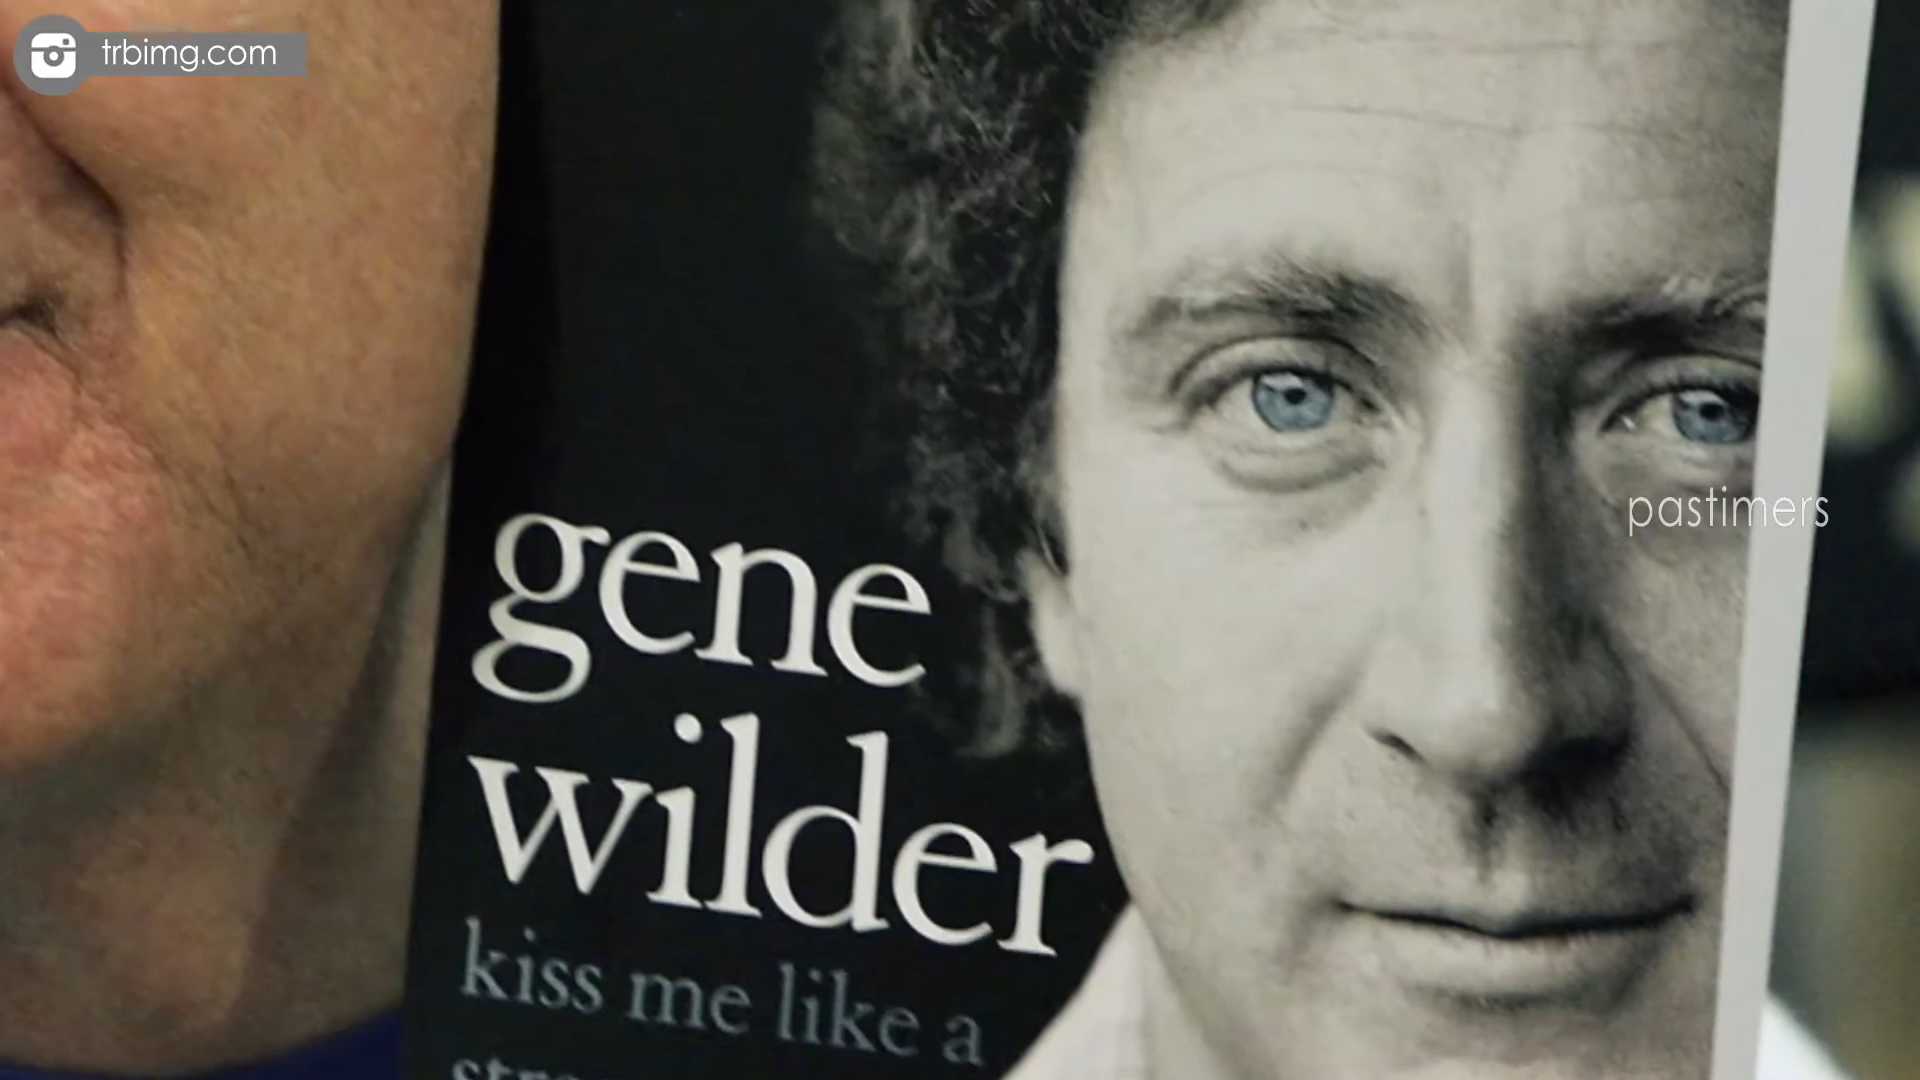 trbimg.com
pastimers
gene
wilder
kiss me like a